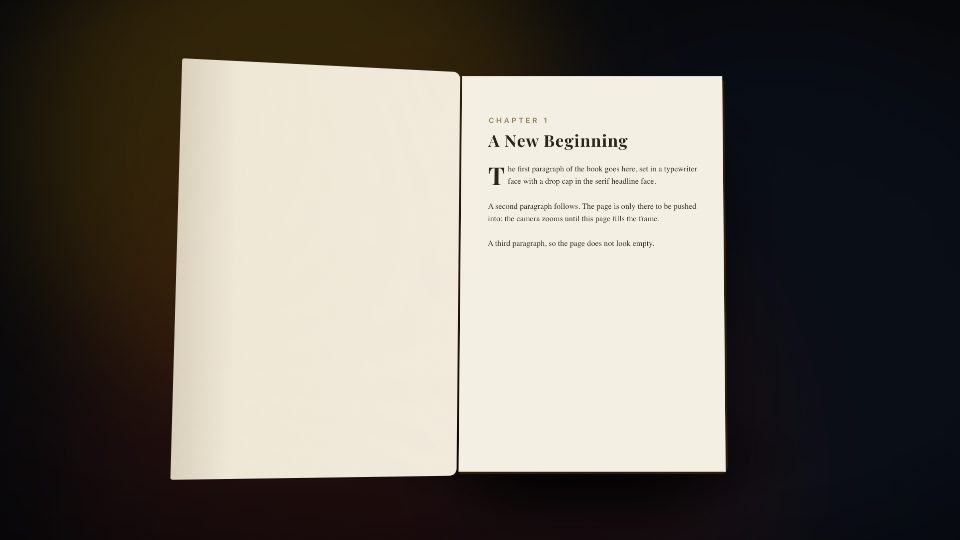 CHAPTER 1
A New Beginning
The first paragraph of the book goes here, set in a typewriter
face with a drop cap in the serif headline face.
A second paragraph follows. The page is only there to be pushed
into: the camera zooms until this page fills the frame.
A third paragraph, so the page does not look empty.